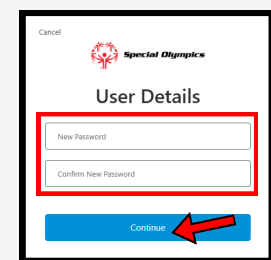 Cancel
Special Olympics
User Details
New Password
Confirm New Password
Continue